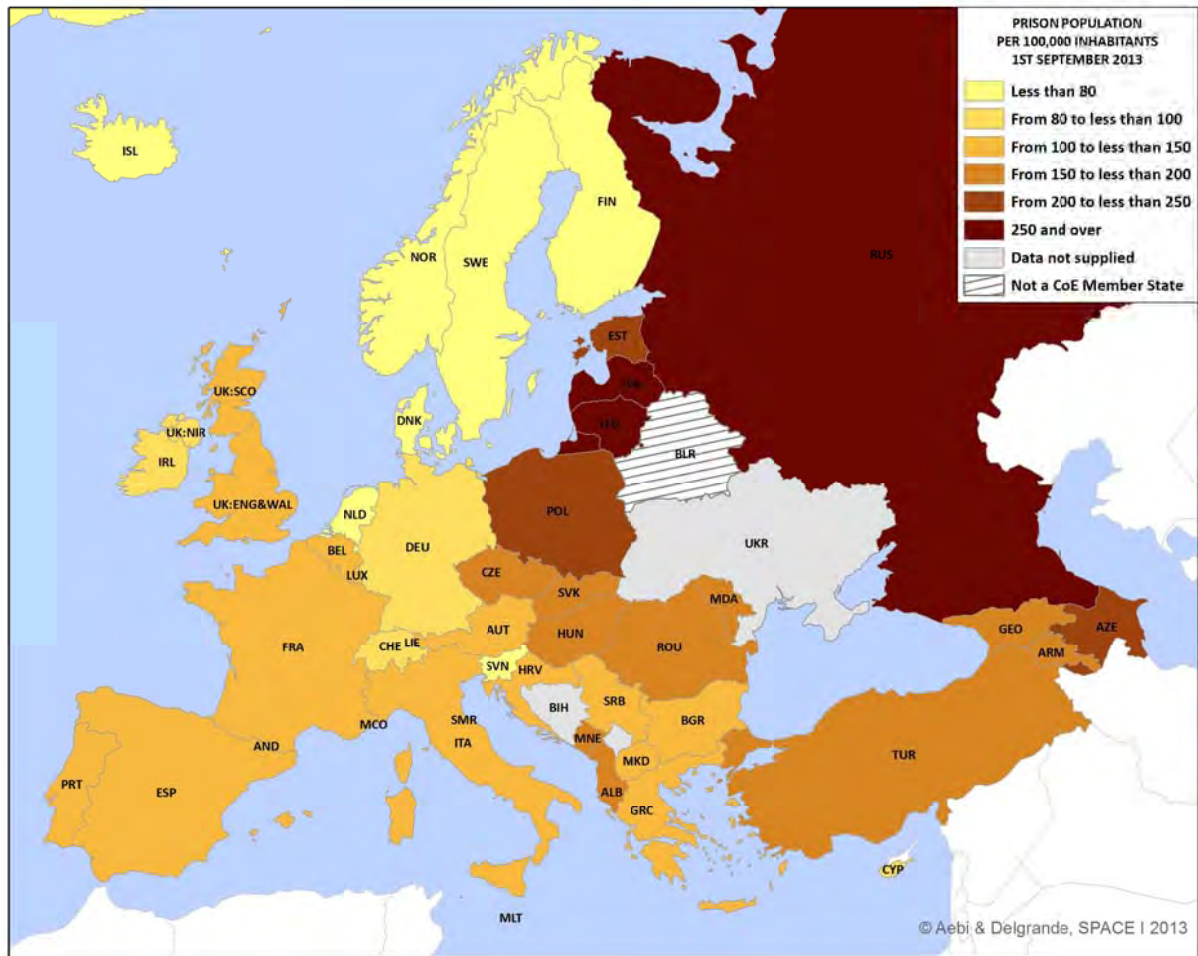 PRISON POPULATION
PER 100,000 INHABITANTS
1ST SEPTEMBER 2013
Less than 80
From 80 to less than 100
From 100 to less than 150
From 150 to less than 200
From 200 to less than 250
250 and over
Data not supplied
Not a CoE Member State
ISL
FIN
NOR
SWE
RUS
EST
UK:SCO
DNK
UK:NIR
IRL
BLR
UK:ENG&WAL
NLD
POL
BEL
DEU
UKR
LUX
CZE
SVK
MDA
AUT
HUN
GEO
AZE
FRA
CHE
LIE
ROU
ARM
SVN
HRV
BIH
SRB
MCO
SMR
BGR
ITA
MNE
AND
MKD
TUR
PRT
ESP
ALB
GRC
CYP
MLT
© Aebi & Delgrande, SPACE I 2013